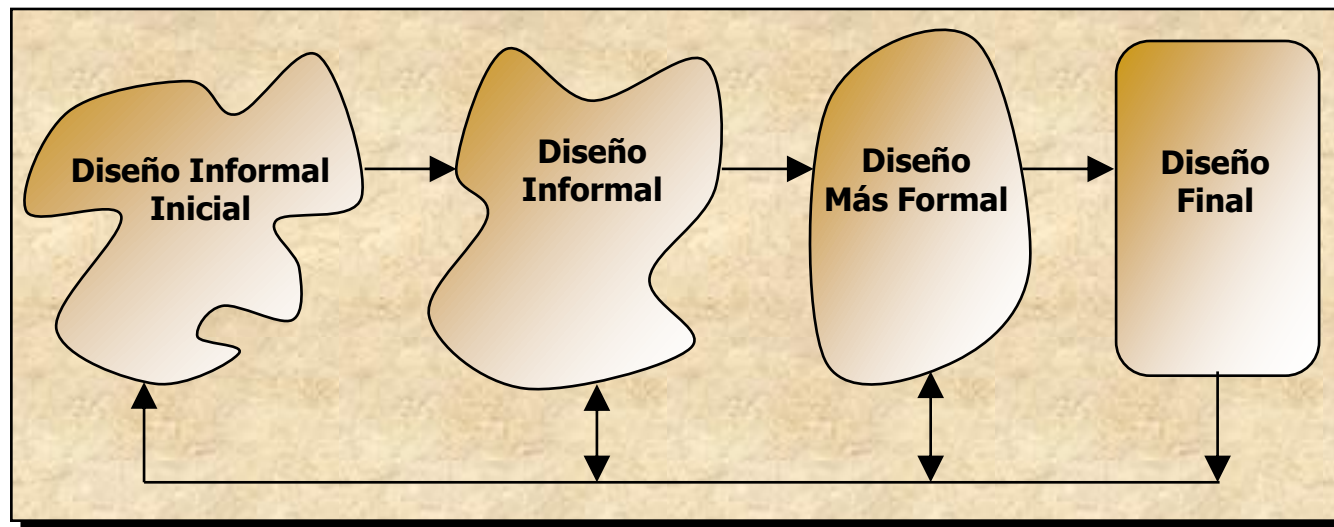 Diseño Informal
Inicial
Diseño
Informal
Diseño
Más Formal
Diseño
Final